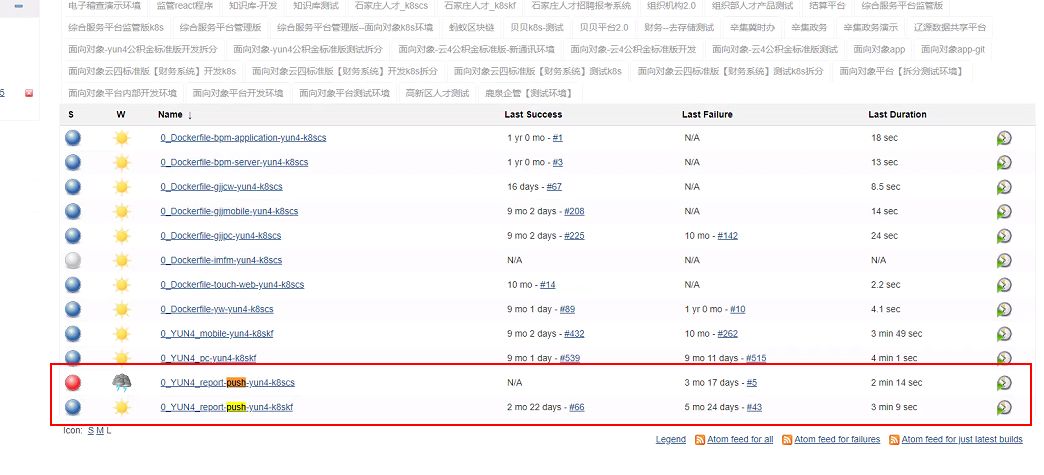 电子稽查演示环境 监管react程序 知识库-开发 知识库测试 石家庄人才_k8scs 石家庄人才_k8skf 石家庄人才招聘报考系统 组织机构2.0 组织部人才产品测试 结算平台 综合服务平台监管版
综合服务平台监管版k8s 综合服务平台管理版 综合服务平台管理版--面向对象k8s环境 蚂蚁区块链 贝贝k8s-测试 贝贝平台2.0 财务--去存储测试 辛集冀时办 辛集政务 辛集政务演示 辽源数据共享平台
面向对象-yun4公积金标准版开发拆分 面向对象-yun4公积金标准版测试拆分 面向对象-云4公积金标准版-新通讯环境 面向对象-云4公积金标准版开发 面向对象-云4公积金标准版测试 面向对象app 面向对象app-git
面向对象云四标准版【财务系统】开发k8s 面向对象云四标准版【财务系统】开发k8s拆分 面向对象云四标准版【财务系统】测试k8s 面向对象云四标准版【财务系统】测试k8s拆分 面向对象平台【拆分测试环境】
5 面向对象平台内部开发环境 面向对象平台开发环境 面向对象平台测试环境 高新区人才测试 鹿泉企管【测试环境】
S W Name ↓ Last Success Last Failure Last Duration
0_Dockerfile-bpm-application-yun4-k8scs 1 yr 0 mo - #1 N/A 18 sec
0_Dockerfile-bpm-server-yun4-k8scs 1 yr 0 mo - #3 N/A 13 sec
0_Dockerfile-gjjcw-yun4-k8scs 16 days - #67 N/A 8.5 sec
0_Dockerfile-gjjmobile-yun4-k8scs 9 mo 2 days - #208 N/A 14 sec
0_Dockerfile-gjjpc-yun4-k8scs 9 mo 2 days - #225 10 mo - #142 24 sec
0_Dockerfile-imfm-yun4-k8scs N/A N/A N/A
0_Dockerfile-touch-web-yun4-k8scs 10 mo - #14 N/A 2.2 sec
0_Dockerfile-yw-yun4-k8scs 9 mo 1 day - #89 1 yr 0 mo - #10 4.1 sec
0_YUN4_mobile-yun4-k8skf 9 mo 2 days - #432 10 mo - #262 3 min 49 sec
0_YUN4_pc-yun4-k8skf 9 mo 1 day - #539 9 mo 11 days - #515 4 min 1 sec
0_YUN4_report-push-yun4-k8scs N/A 3 mo 17 days - #5 2 min 14 sec
0_YUN4_report-push-yun4-k8skf 2 mo 22 days - #66 5 mo 24 days - #43 3 min 9 sec
Icon: S M L
Legend Atom feed for all Atom feed for failures Atom feed for just latest builds